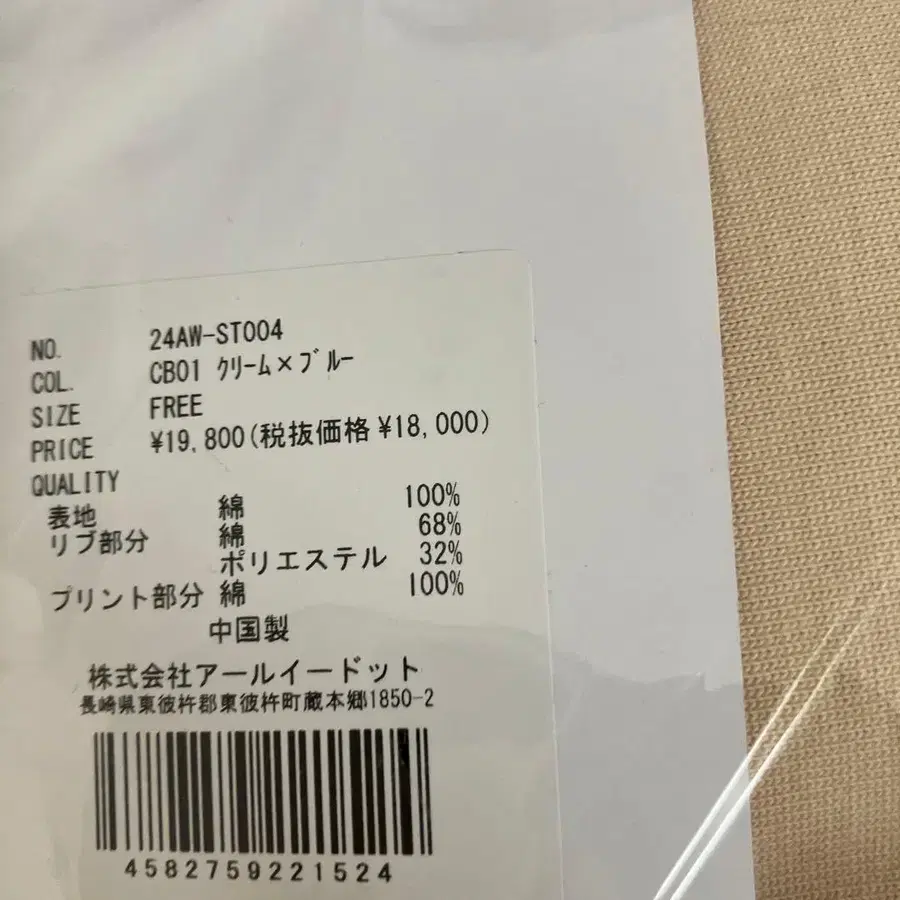 NO. 24AW-ST004
COL. CB01 クリーム×ブルー
SIZE FREE
PRICE ¥19,800(税抜価格¥18,000)
QUALITY
表地 綿 100%
リブ部分 綿 68%
ポリエステル 32%
プリント部分 綿 100%
中国製
株式会社アールイードット
長崎県東彼杵郡東彼杵町蔵本郷1850-2
4582759221524